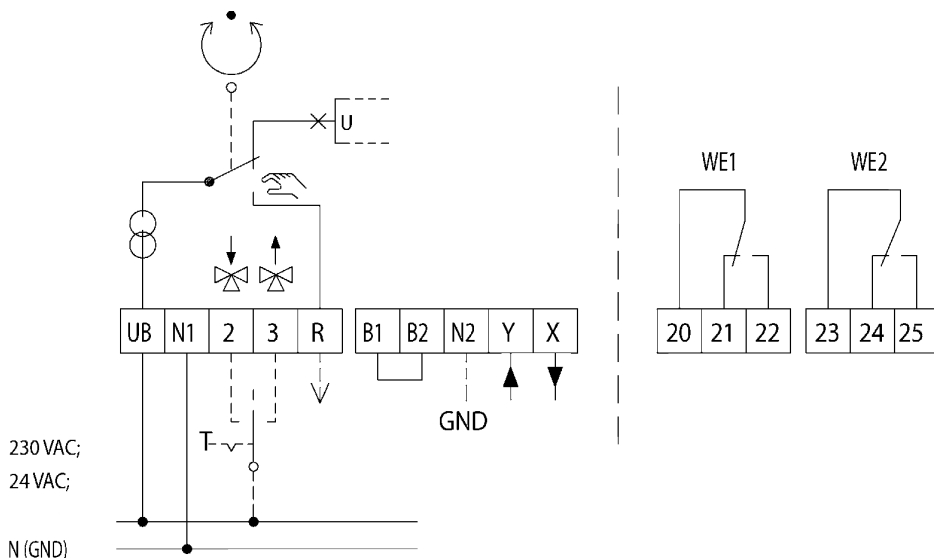 U
WE1 WE2
UB N1 2 3 R B1 B2 N2 Y X 20 21 22 23 24 25
GND
T
230 VAC;
24 VAC;
N (GND)